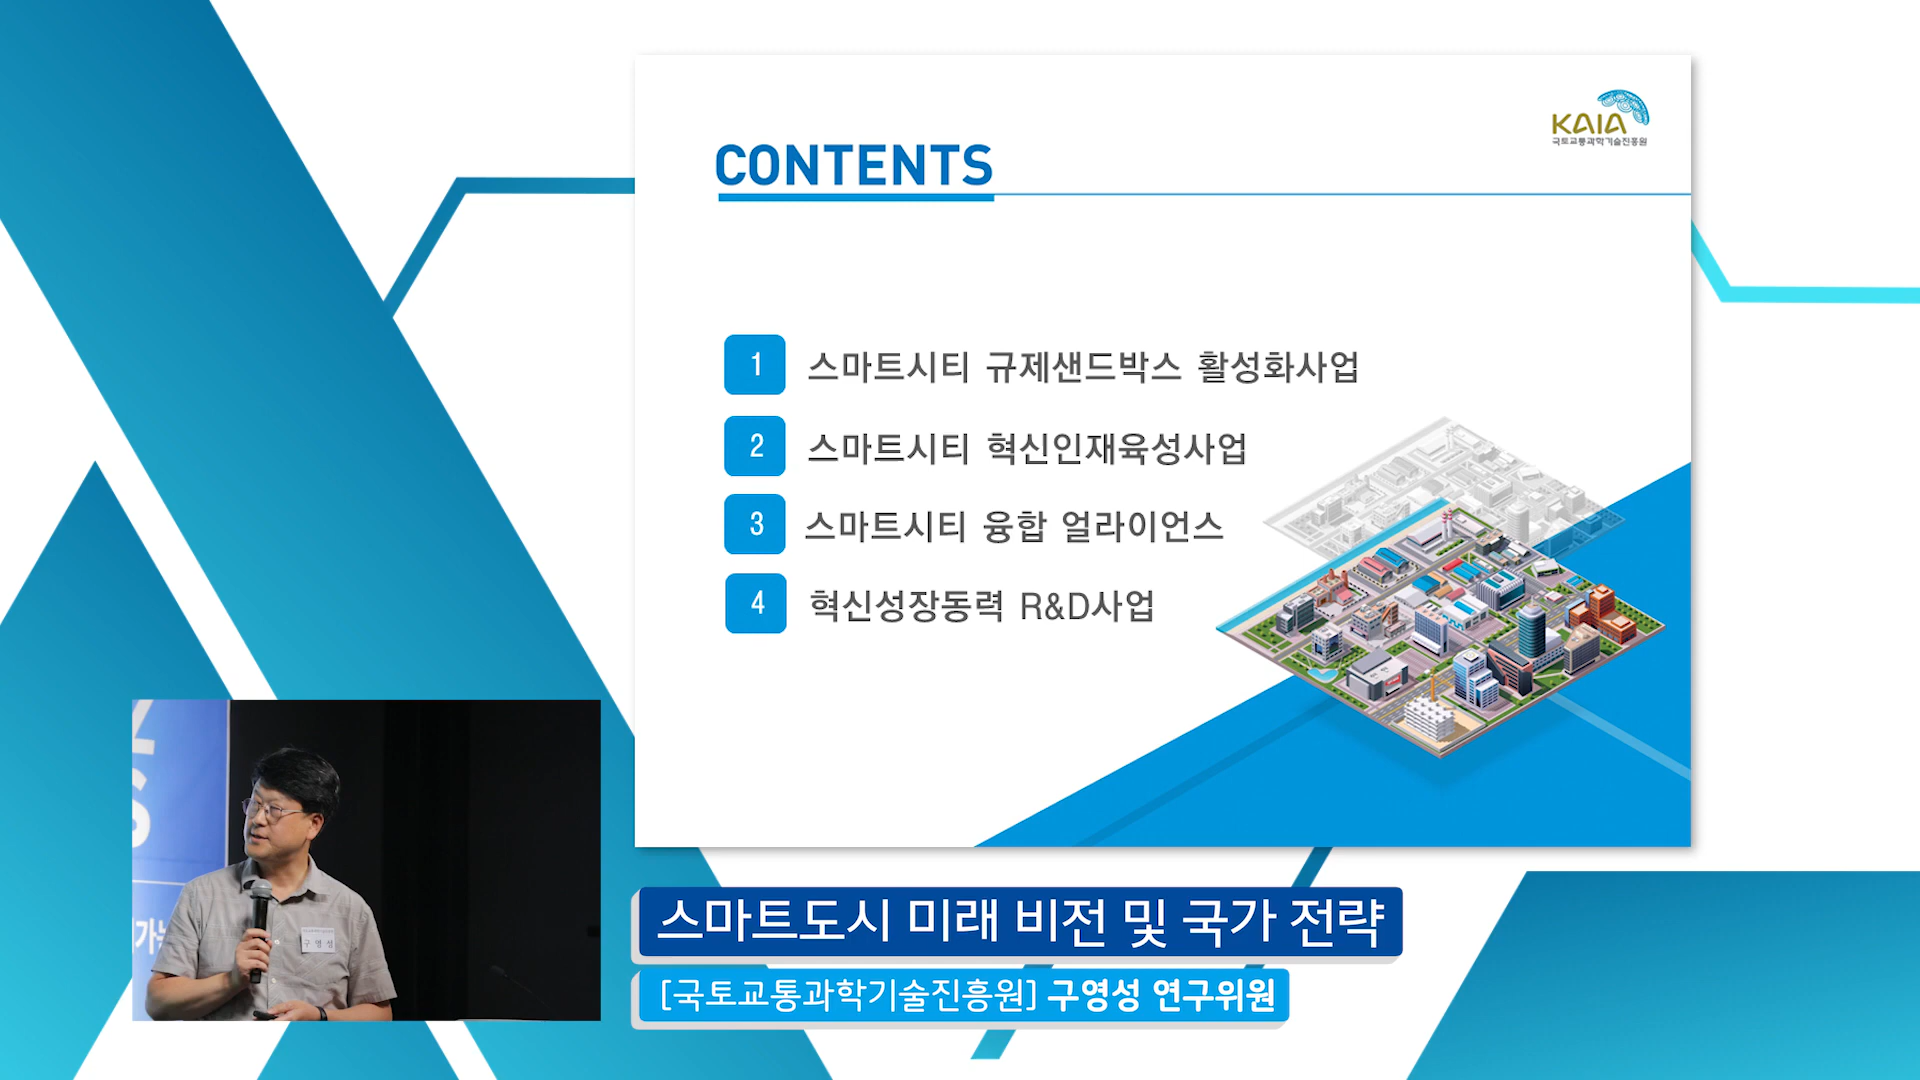 KAIA
국토교통과학기술진흥원
CONTENTS
1 스마트시티 규제샌드박스 활성화사업
2 스마트시티 혁신인재육성사업
3 스마트시티 융합 얼라이언스
4 혁신성장동력 R&D사업
구영성
스마트도시 미래 비전 및 국가 전략
[국토교통과학기술진흥원] 구영성 연구위원